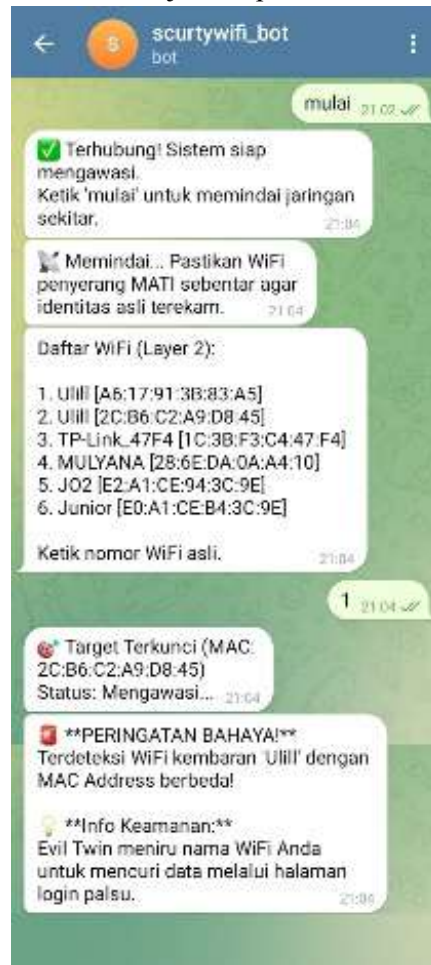 scurtywifi_bot
S
bot
mulai 21:02
✅ Terhubung! Sistem siap
mengawasi.
Ketik 'mulai' untuk memindai jaringan
sekitar.
21:04
📡 Memindai... Pastikan WiFi
penyerang MATI sebentar agar
identitas asli terekam. 21:04
Daftar WiFi (Layer 2):
1. Ulill [A6:17:91:3B:83:A5]
2. Ulill [2C:B6:C2:A9:D8:45]
3. TP-Link_47F4 [1C:3B:F3:C4:47:F4]
4. MULYANA [28:6E:DA:0A:A4:10]
5. JO2 [E2:A1:CE:94:3C:9E]
6. Junior [E0:A1:CE:B4:3C:9E]
Ketik nomor WiFi asli. 21:04
1 21:04
🎯 Target Terkunci (MAC:
2C:B6:C2:A9:D8:45)
Status: Mengawasi... 21:04
🚨 **PERINGATAN BAHAYA!**
Terdeteksi WiFi kembaran 'Ulill' dengan
MAC Address berbeda!
💡 **Info Keamanan:**
Evil Twin meniru nama WiFi Anda
untuk mencuri data melalui halaman
login palsu. 21:04